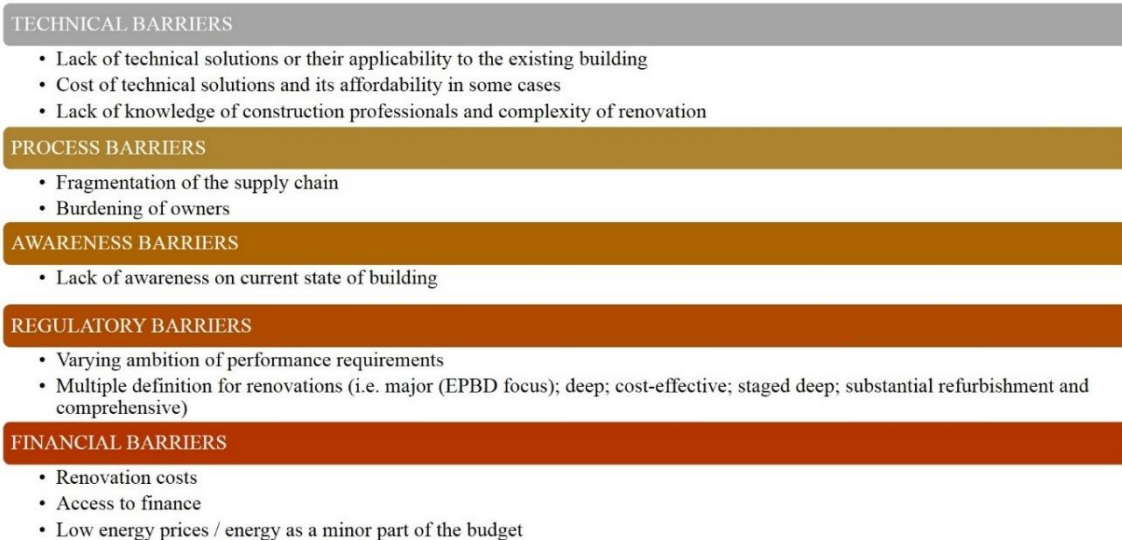 TECHNICAL BARRIERS
• Lack of technical solutions or their applicability to the existing building
• Cost of technical solutions and its affordability in some cases
• Lack of knowledge of construction professionals and complexity of renovation
PROCESS BARRIERS
• Fragmentation of the supply chain
• Burdening of owners
AWARENESS BARRIERS
• Lack of awareness on current state of building
REGULATORY BARRIERS
• Varying ambition of performance requirements
• Multiple definition for renovations (i.e. major (EPBD focus); deep; cost-effective; staged deep; substantial refurbishment and
comprehensive)
FINANCIAL BARRIERS
• Renovation costs
• Access to finance
• Low energy prices / energy as a minor part of the budget